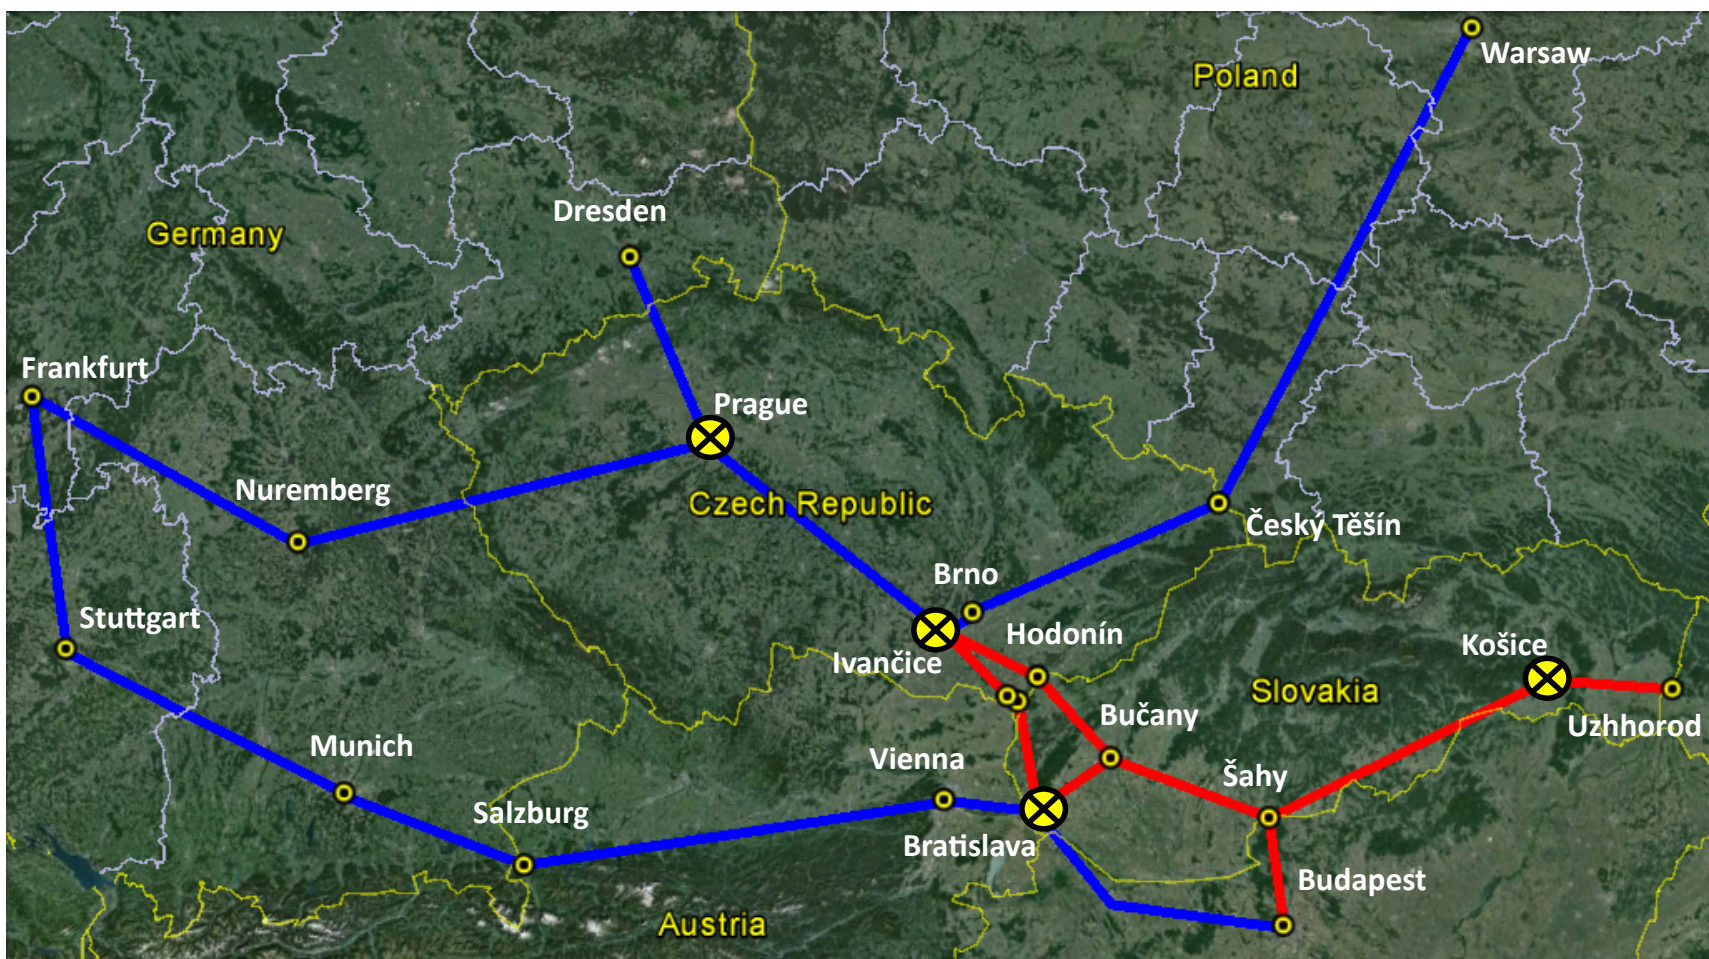 Warsaw
Poland
Dresden
Germany
Frankfurt
Prague
Nuremberg
Czech Republic
Český Těšín
Brno
Stuttgart
Hodonín
Košice
Ivančice
Slovakia
Bučany
Uzhhorod
Munich
Vienna
Šahy
Salzburg
Bratislava
Budapest
Austria